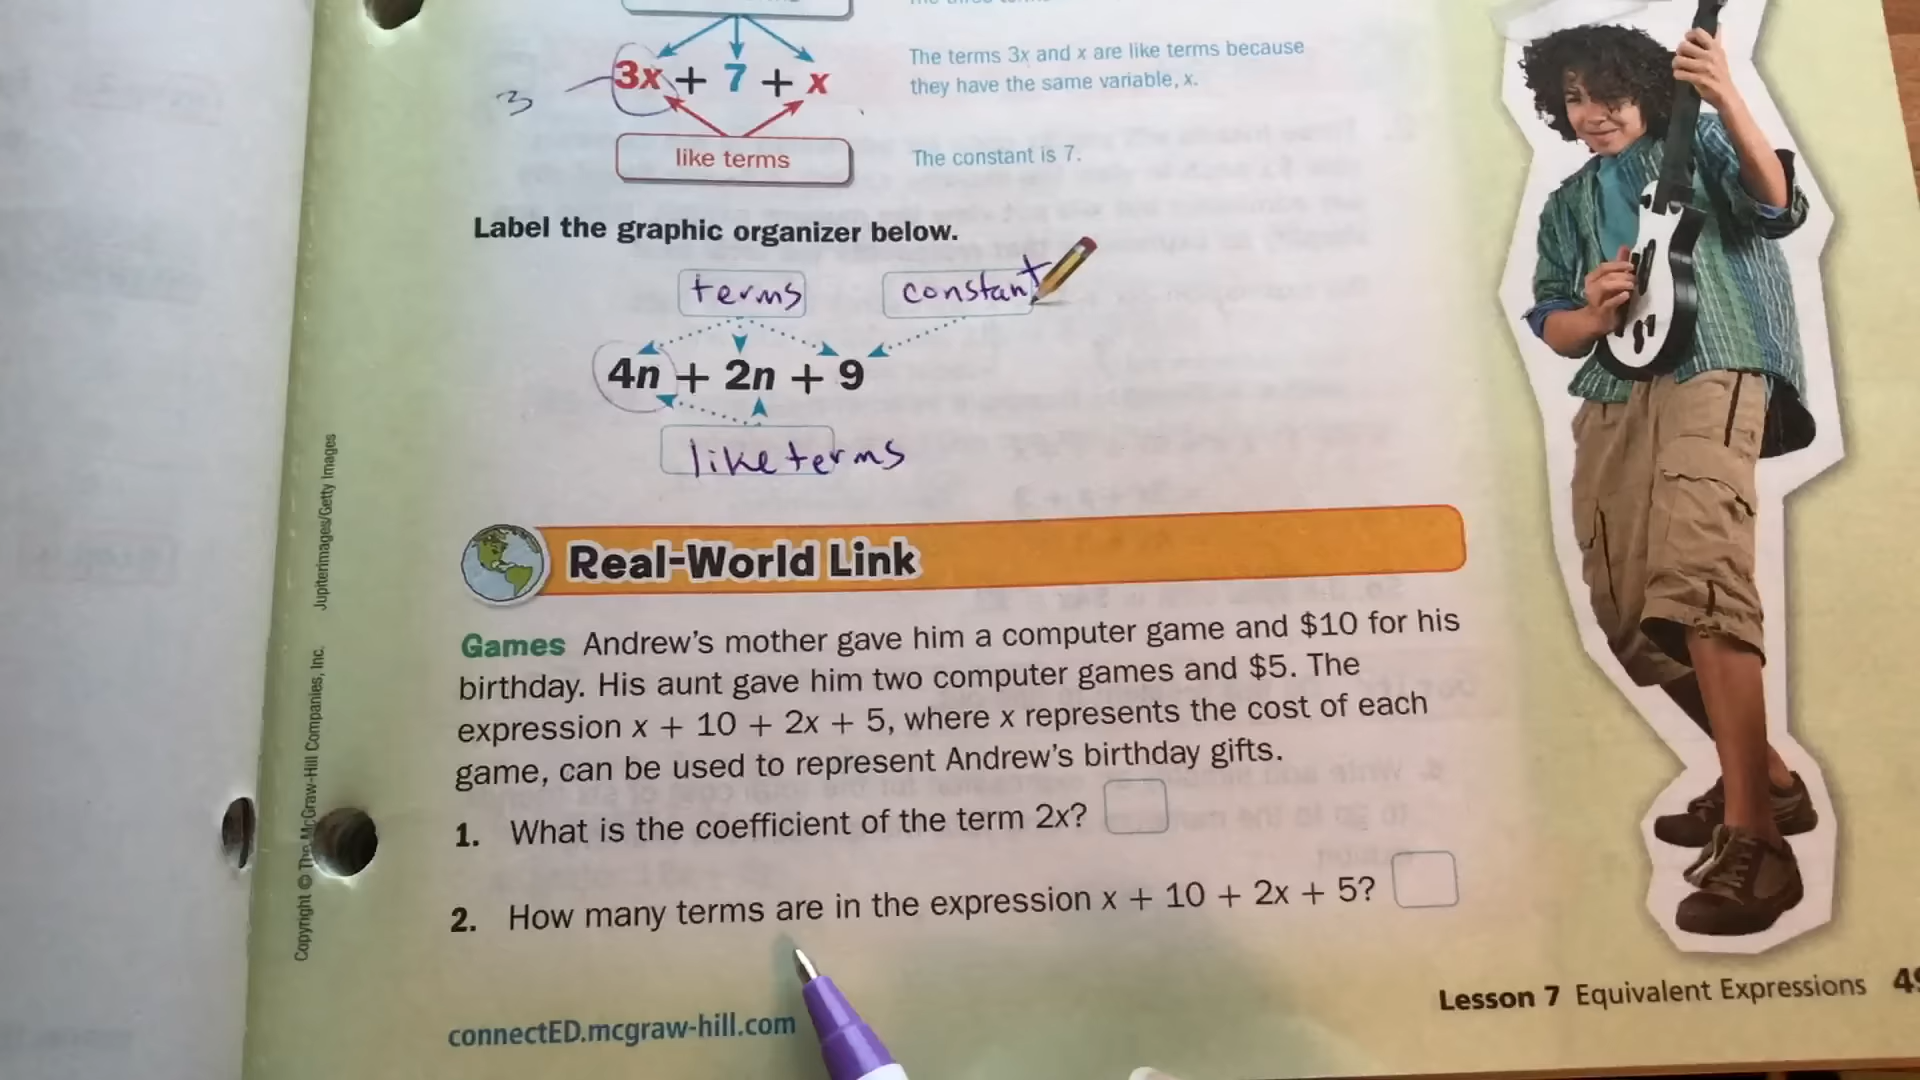 The terms 3x and x are like terms because
they have the same variable, x.
3x + 7 + x
3
like terms
The constant is 7.
Label the graphic organizer below.
terms
constant
4n + 2n + 9
like terms
Real-World Link
Games Andrew's mother gave him a computer game and $10 for his
birthday. His aunt gave him two computer games and $5. The
expression x + 10 + 2x + 5, where x represents the cost of each
game, can be used to represent Andrew's birthday gifts.
1. What is the coefficient of the term 2x?
2. How many terms are in the expression x + 10 + 2x + 5?
Lesson 7 Equivalent Expressions
connectED.mcgraw-hill.com
Copyright © The McGraw-Hill Companies, Inc. Jupiterimages/Getty Images